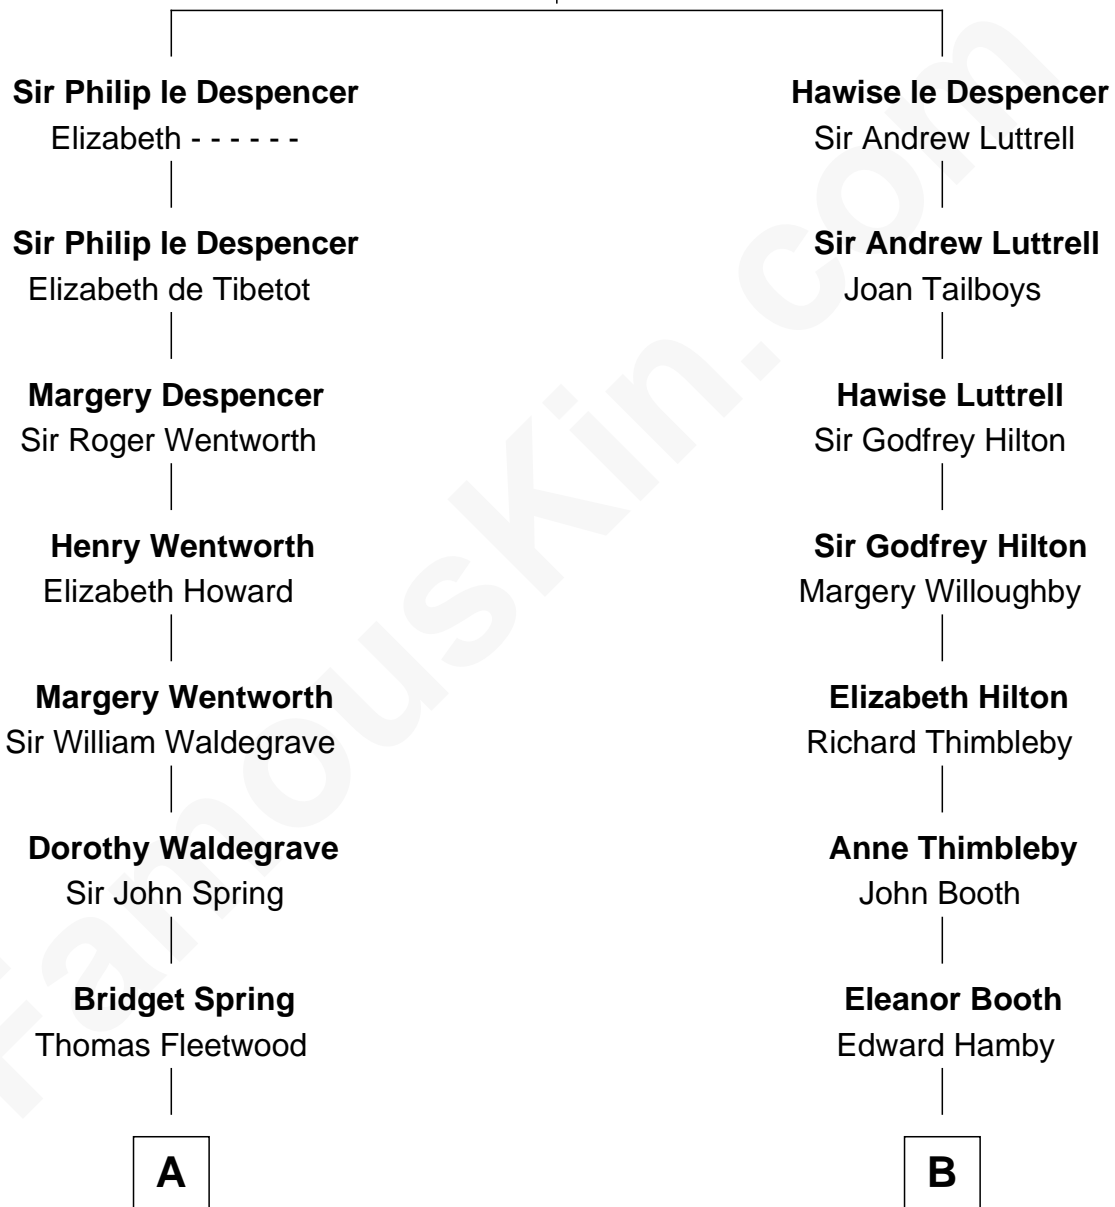 Sir Philip le Despencer
Elizabeth - - - - - -
Sir Philip le Despencer
Elizabeth de Tibetot
Margery Despencer
Sir Roger Wentworth
Henry Wentworth
Elizabeth Howard
Margery Wentworth
Sir William Waldegrave
Dorothy Waldegrave
Sir John Spring
Bridget Spring
Thomas Fleetwood
A
Hawise le Despencer
Sir Andrew Luttrell
Sir Andrew Luttrell
Joan Tailboys
Hawise Luttrell
Sir Godfrey Hilton
Sir Godfrey Hilton
Margery Willoughby
Elizabeth Hilton
Richard Thimbleby
Anne Thimbleby
John Booth
Eleanor Booth
Edward Hamby
B
FamousKin.com